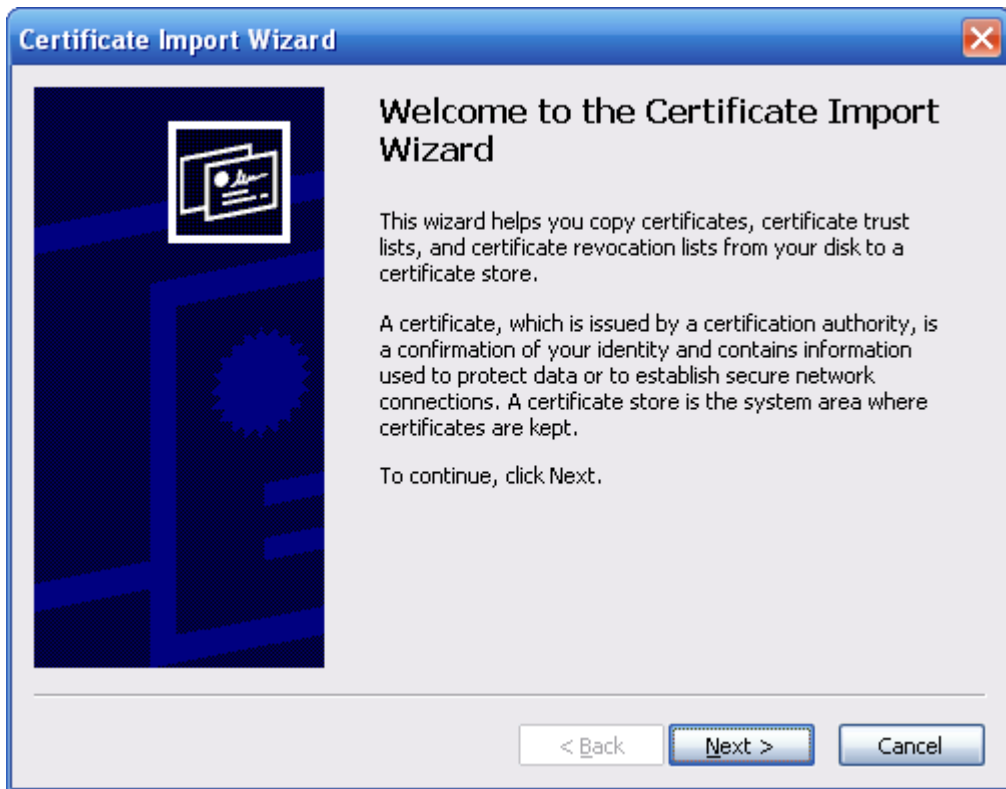 Certificate Import Wizard
Welcome to the Certificate Import
Wizard
This wizard helps you copy certificates, certificate trust
lists, and certificate revocation lists from your disk to a
certificate store.
A certificate, which is issued by a certification authority, is
a confirmation of your identity and contains information
used to protect data or to establish secure network
connections. A certificate store is the system area where
certificates are kept.
To continue, click Next.
< Back Next > Cancel